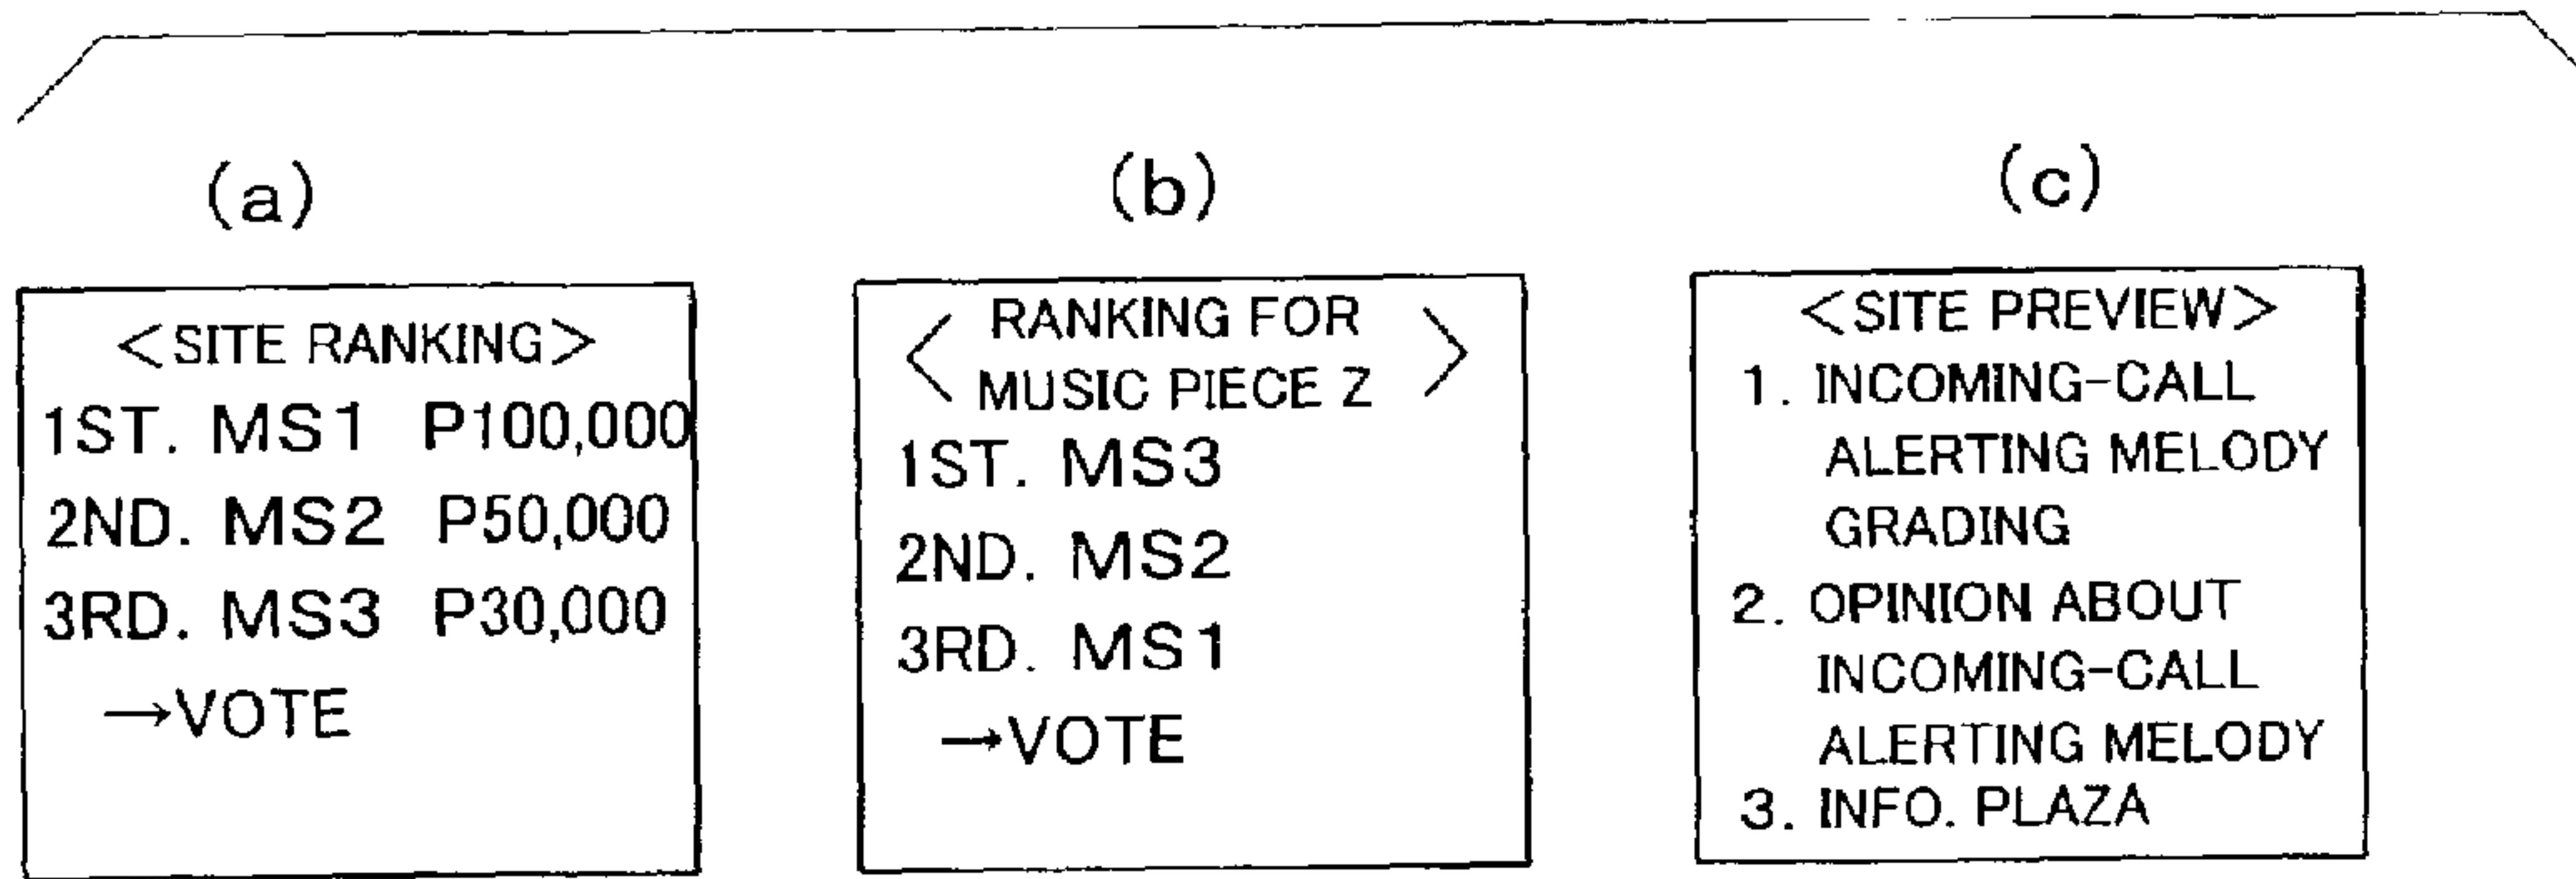 (a)
<SITE RANKING>
1ST. MS1 P100,000
2ND. MS2 P50,000
3RD. MS3 P30,000
→VOTE
(b)
< RANKING FOR
MUSIC PIECE Z >
1ST. MS3
2ND. MS2
3RD. MS1
→VOTE
(c)
<SITE PREVIEW>
1. INCOMING-CALL
ALERTING MELODY
GRADING
2. OPINION ABOUT
INCOMING-CALL
ALERTING MELODY
3. INFO. PLAZA